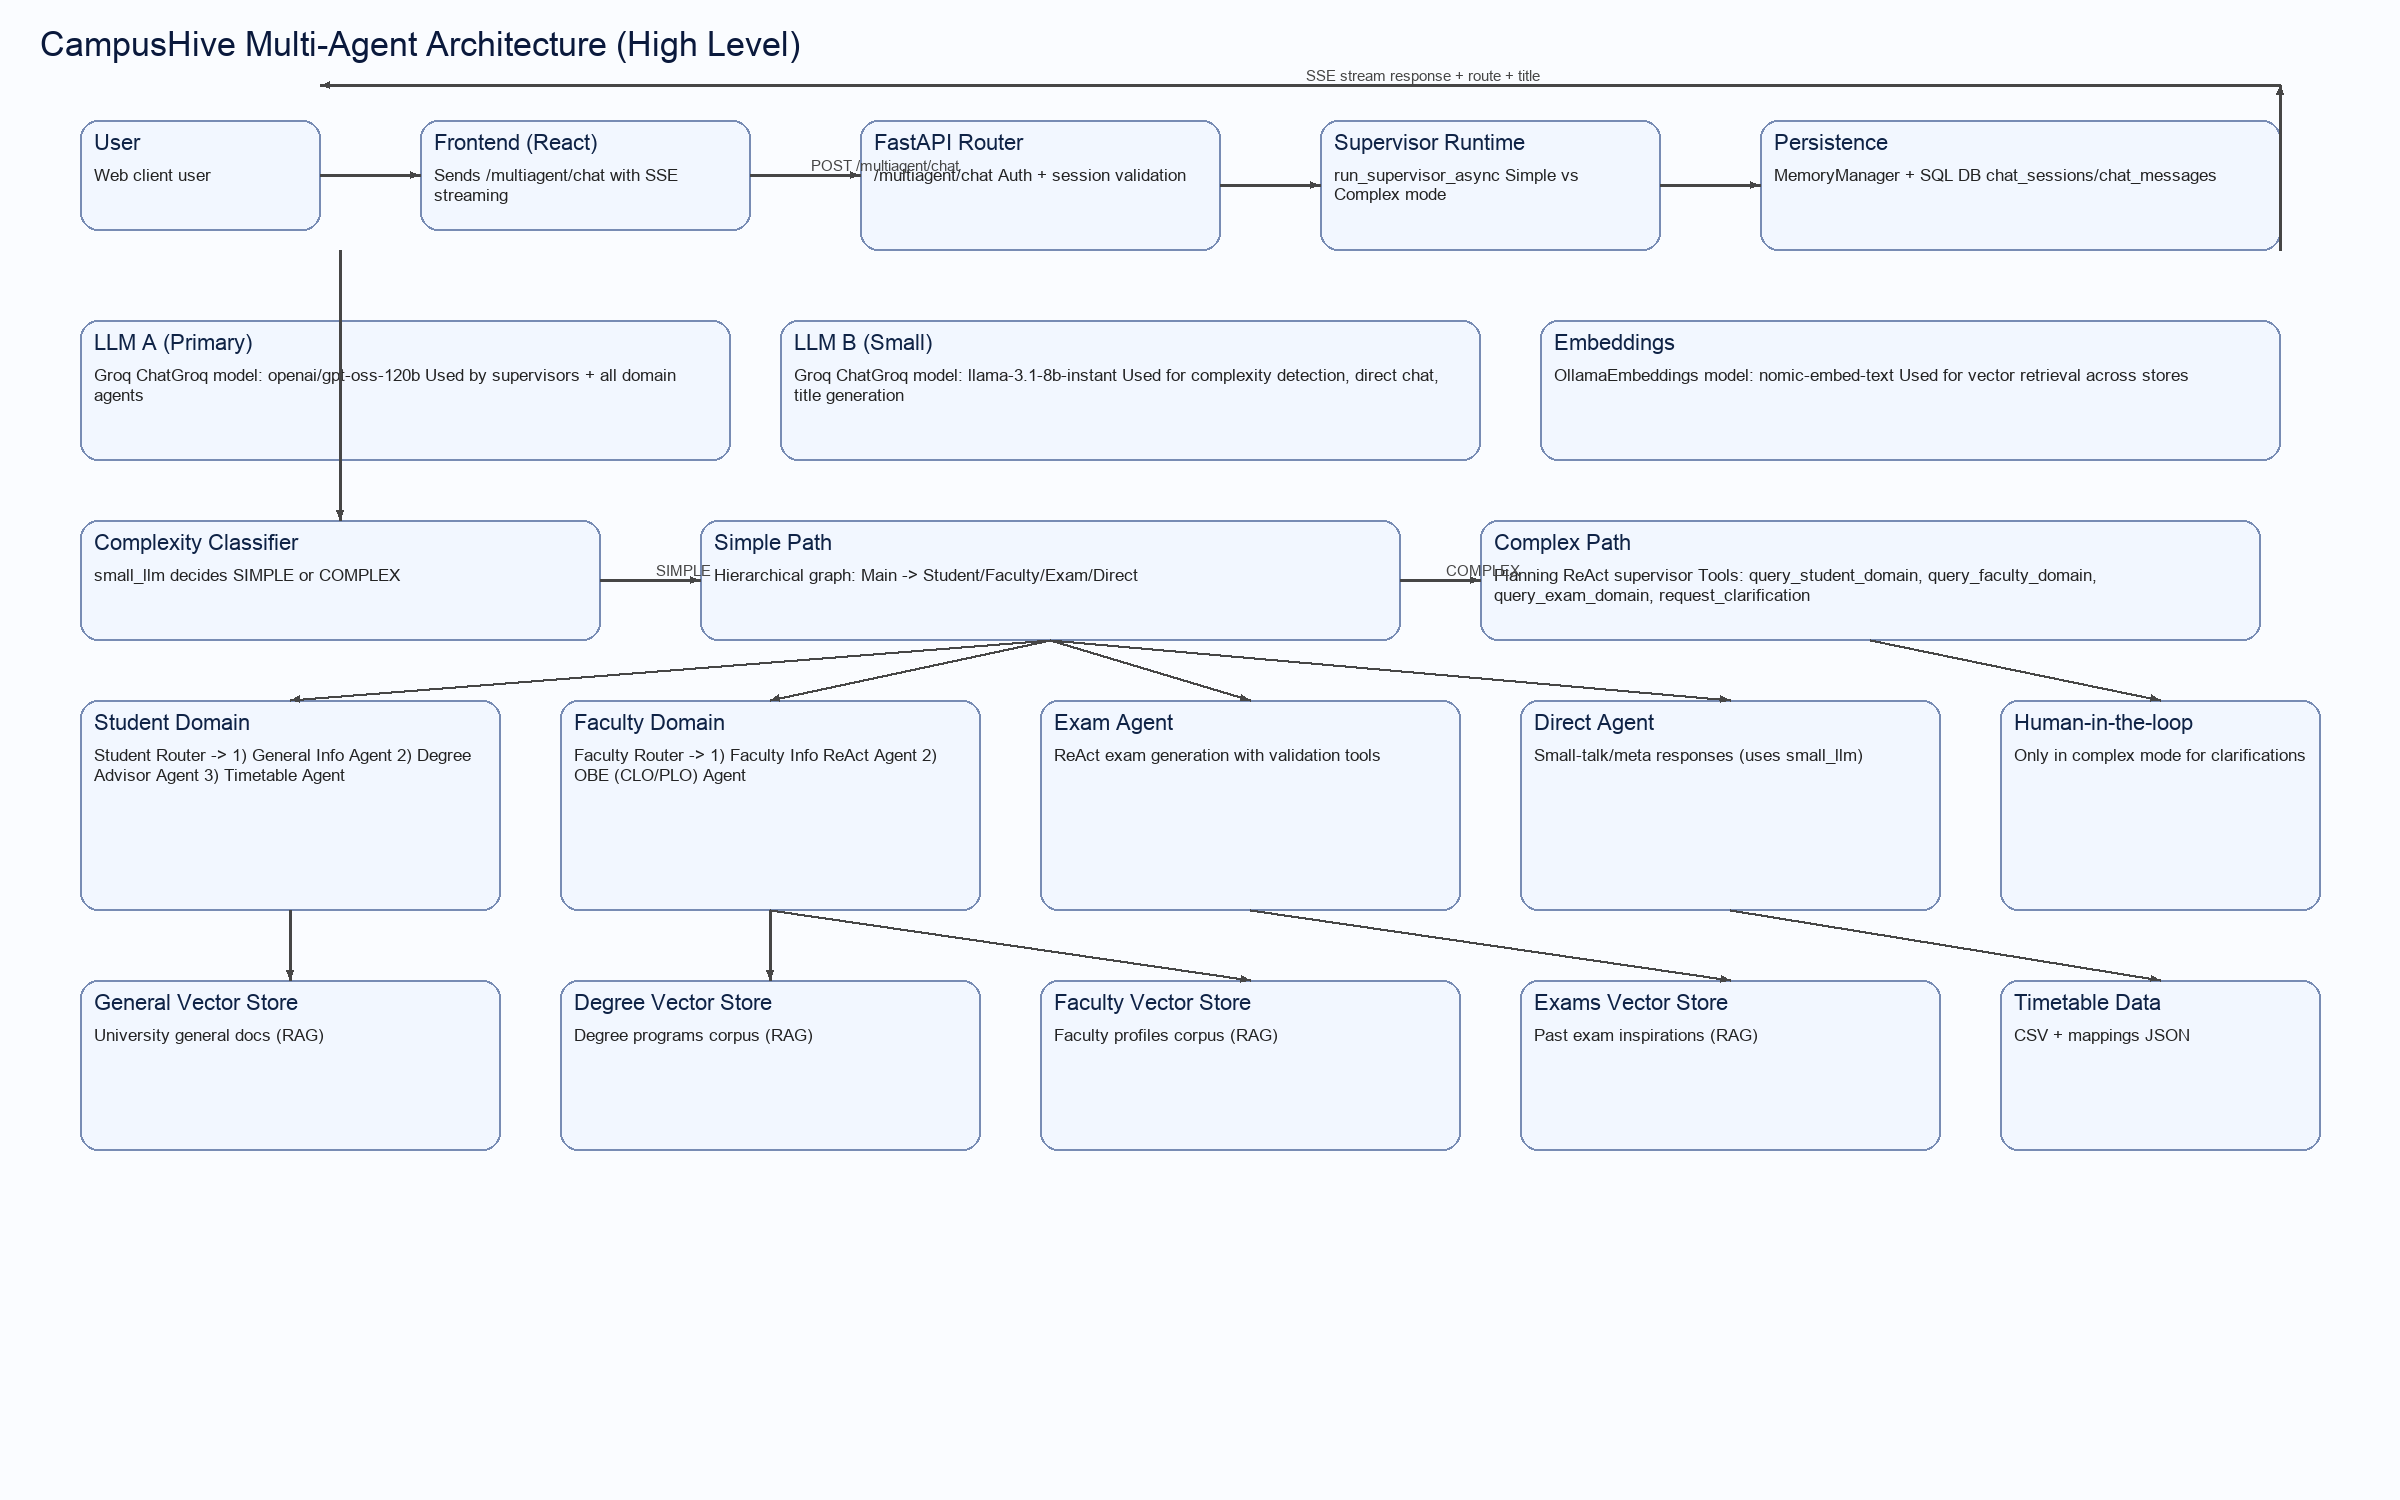 CampusHive Multi-Agent Architecture (High Level)
SSE stream response + route + title
User
Web client user
Frontend (React)
Sends /multiagent/chat with SSE
streaming
POST /multiagent/chat
FastAPI Router
/multiagent/chat Auth + session validation
Supervisor Runtime
run_supervisor_async Simple vs
Complex mode
Persistence
MemoryManager + SQL DB chat_sessions/chat_messages
LLM A (Primary)
Groq ChatGroq model: openai/gpt-oss-120b Used by supervisors + all domain
agents
LLM B (Small)
Groq ChatGroq model: llama-3.1-8b-instant Used for complexity detection, direct chat,
title generation
Embeddings
OllamaEmbeddings model: nomic-embed-text Used for vector retrieval across stores
Complexity Classifier
small_llm decides SIMPLE or COMPLEX
SIMPLE
Simple Path
Hierarchical graph: Main -> Student/Faculty/Exam/Direct
COMPLEX
Complex Path
Planning ReAct supervisor Tools: query_student_domain, query_faculty_domain,
query_exam_domain, request_clarification
Student Domain
Student Router -> 1) General Info Agent 2) Degree
Advisor Agent 3) Timetable Agent
Faculty Domain
Faculty Router -> 1) Faculty Info ReAct Agent 2)
OBE (CLO/PLO) Agent
Exam Agent
ReAct exam generation with validation tools
Direct Agent
Small-talk/meta responses (uses small_llm)
Human-in-the-loop
Only in complex mode for clarifications
General Vector Store
University general docs (RAG)
Degree Vector Store
Degree programs corpus (RAG)
Faculty Vector Store
Faculty profiles corpus (RAG)
Exams Vector Store
Past exam inspirations (RAG)
Timetable Data
CSV + mappings JSON